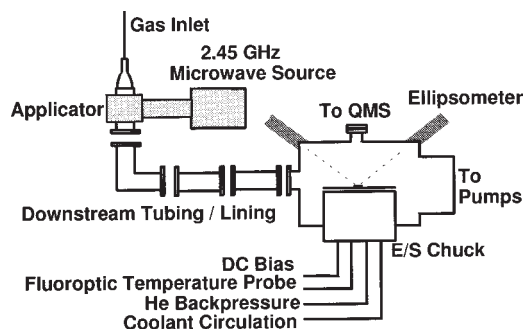 Gas Inlet
2.45 GHz
Microwave Source
Applicator
To QMS
Ellipsometer
To
Pumps
Downstream Tubing / Lining
E/S Chuck
DC Bias
Fluoroptic Temperature Probe
He Backpressure
Coolant Circulation